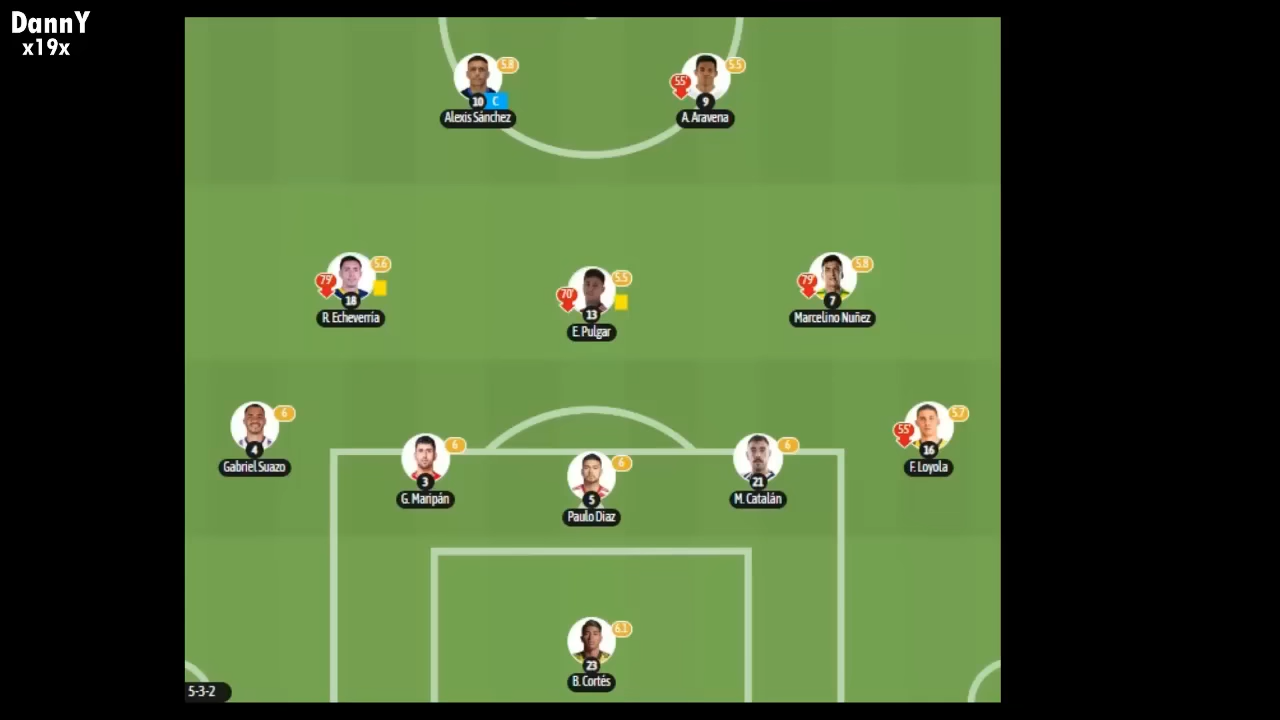 DannY
x19x
5.8
10 C
Alexis Sánchez
5.5
55'
9
A. Aravena
5.6
79'
18
R. Echeverría
5.5
70'
13
E. Pulgar
5.8
79'
7
Marcelino Nuñez
6
4
Gabriel Suazo
6
3
G. Maripán
6
5
Paulo Díaz
6
21
M. Catalán
5.7
55'
16
F. Loyola
6.1
23
B. Cortés
5-3-2